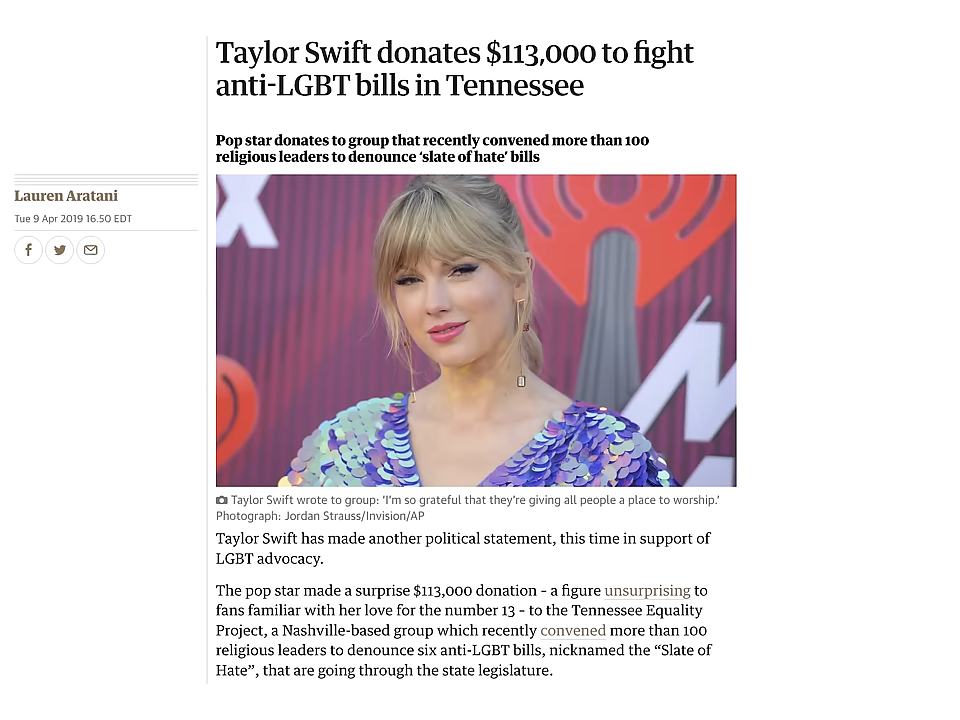 Taylor Swift donates $113,000 to fight
anti-LGBT bills in Tennessee
Pop star donates to group that recently convened more than 100
religious leaders to denounce ‘slate of hate’ bills
Lauren Aratani
Tue 9 Apr 2019 16.50 EDT
Taylor Swift wrote to group: ‘I’m so grateful that they’re giving all people a place to worship.’
Photograph: Jordan Strauss/Invision/AP
Taylor Swift has made another political statement, this time in support of
LGBT advocacy.
The pop star made a surprise $113,000 donation – a figure unsurprising to
fans familiar with her love for the number 13 – to the Tennessee Equality
Project, a Nashville-based group which recently convened more than 100
religious leaders to denounce six anti-LGBT bills, nicknamed the “Slate of
Hate”, that are going through the state legislature.